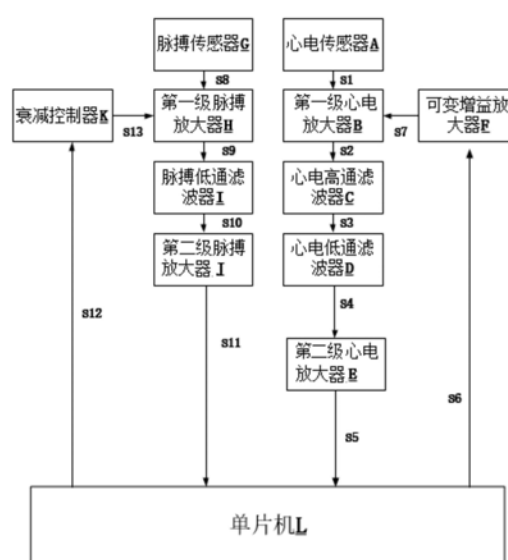 脉搏传感器G
心电传感器A
s8
s1
衰减控制器K
s13
第一级脉搏
放大器H
第一级心电
放大器B
s7
可变增益放
大器F
s9
s2
脉搏低通滤
波器I
心电高通滤
波器C
s10
s3
第二级脉搏
放大器 J
心电低通滤
波器D
s12
s11
s4
第二级心电
放大器E
s6
s5
单片机L